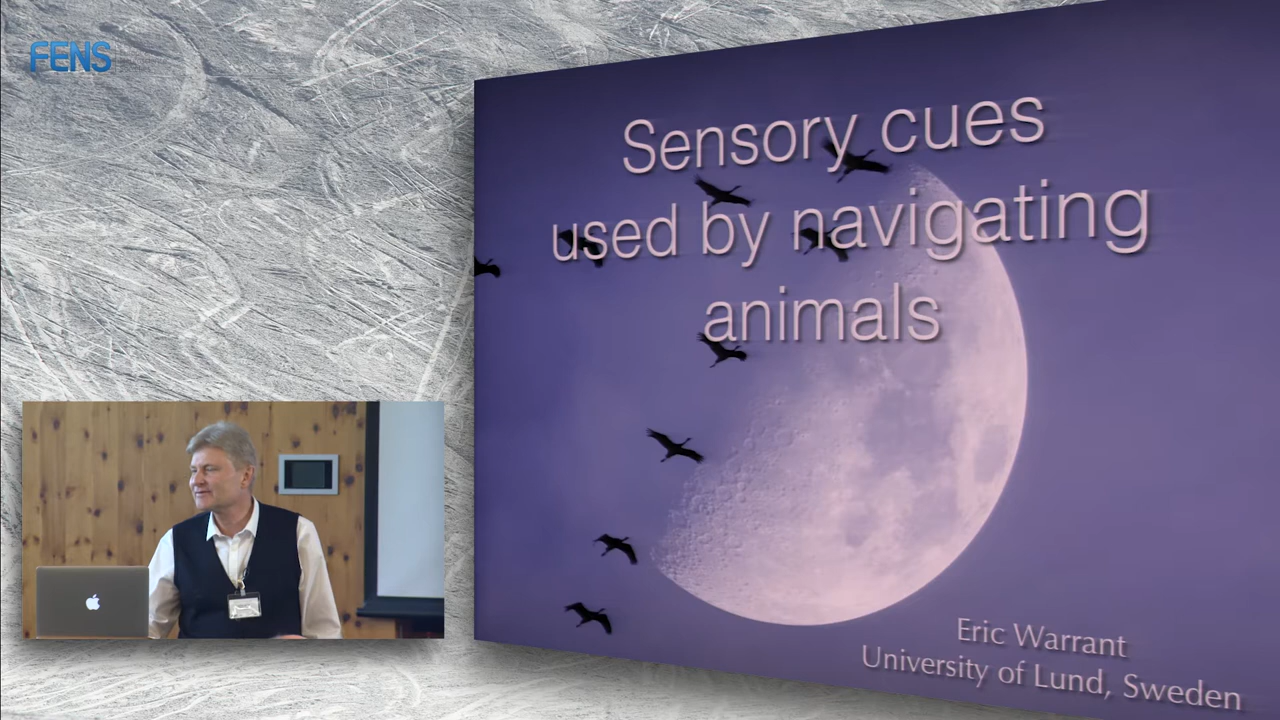 FENS
Sensory cues
used by navigating
animals
Eric Warrant
University of Lund, Sweden